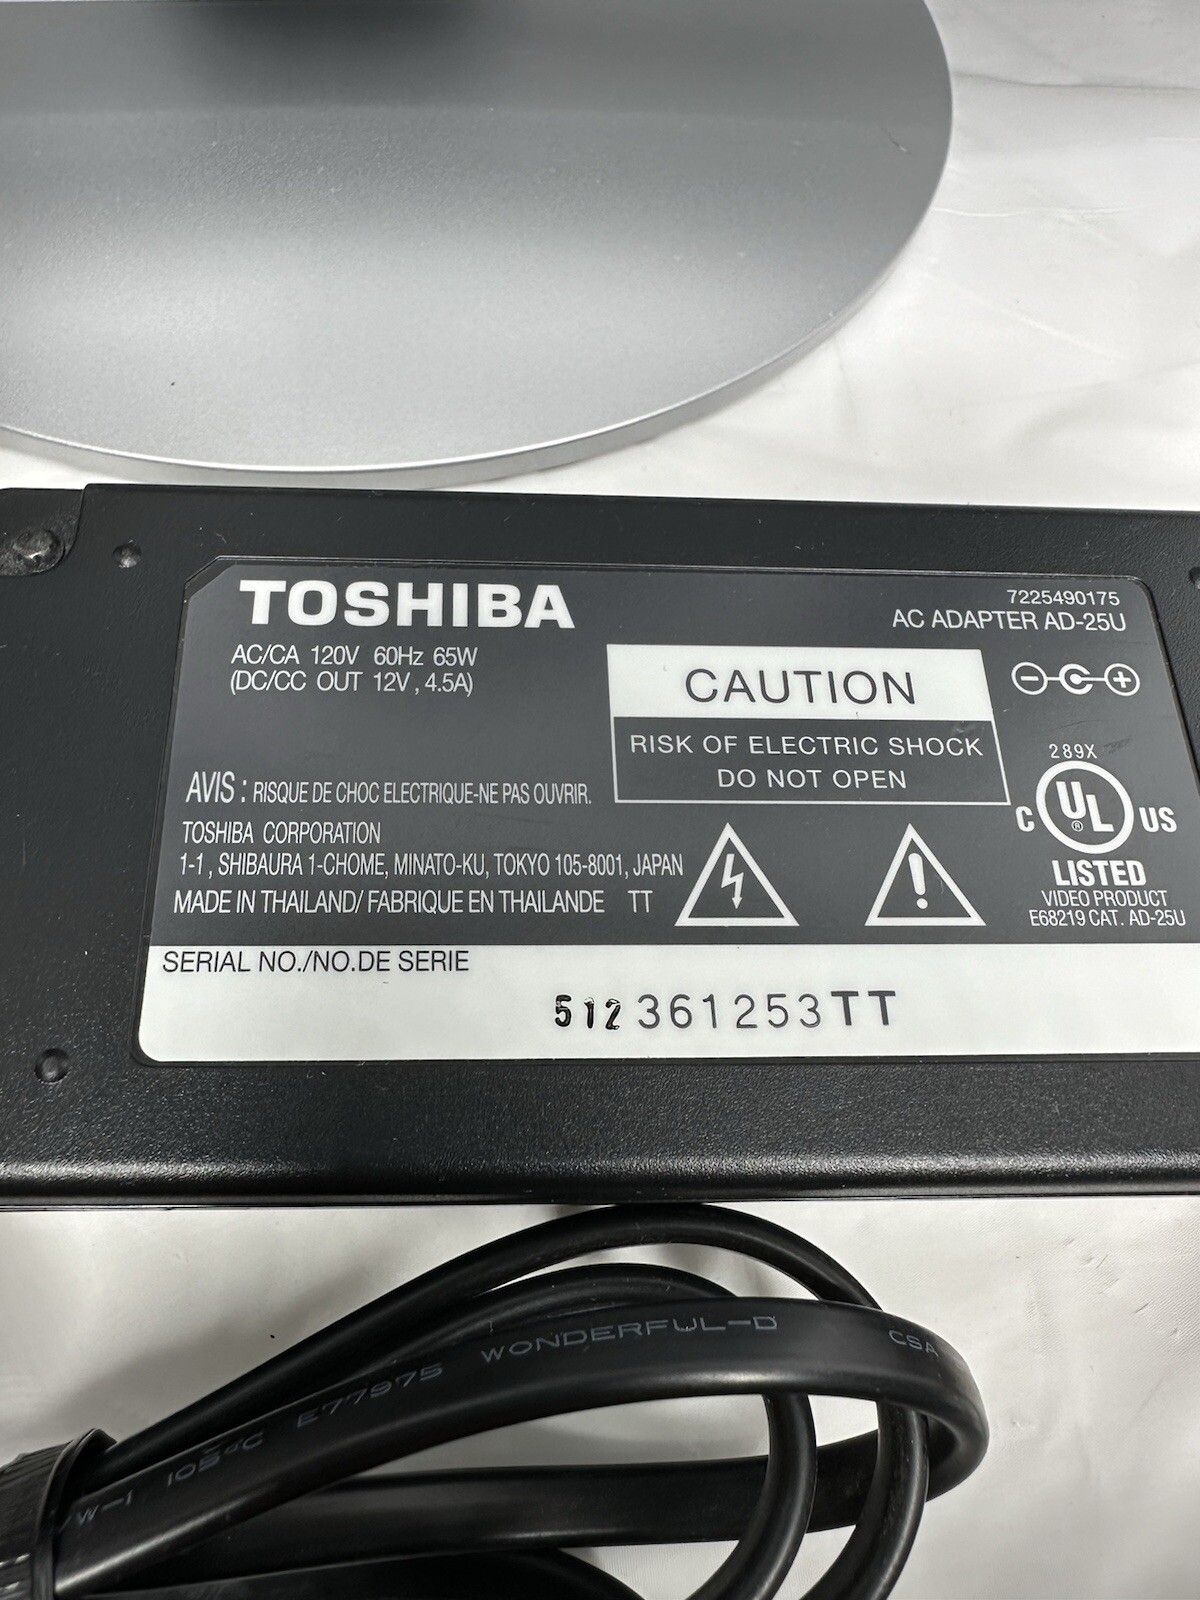 TOSHIBA
7225490175
AC ADAPTER AD-25U
AC/CA 120V 60Hz 65W
(DC/CC OUT 12V, 4.5A)
CAUTION
RISK OF ELECTRIC SHOCK
DO NOT OPEN
AVIS : RISQUE DE CHOC ELECTRIQUE-NE PAS OUVRIR.
TOSHIBA CORPORATION
1-1, SHIBAURA 1-CHOME, MINATO-KU, TOKYO 105-8001, JAPAN
MADE IN THAILAND/ FABRIQUE EN THAILANDE TT
289X
C UL ® US
LISTED
VIDEO PRODUCT
E68219 CAT. AD-25U
SERIAL NO./NO.DE SERIE
512361253TT
VW-1 105°C E77975 WONDERFUL-D CSA